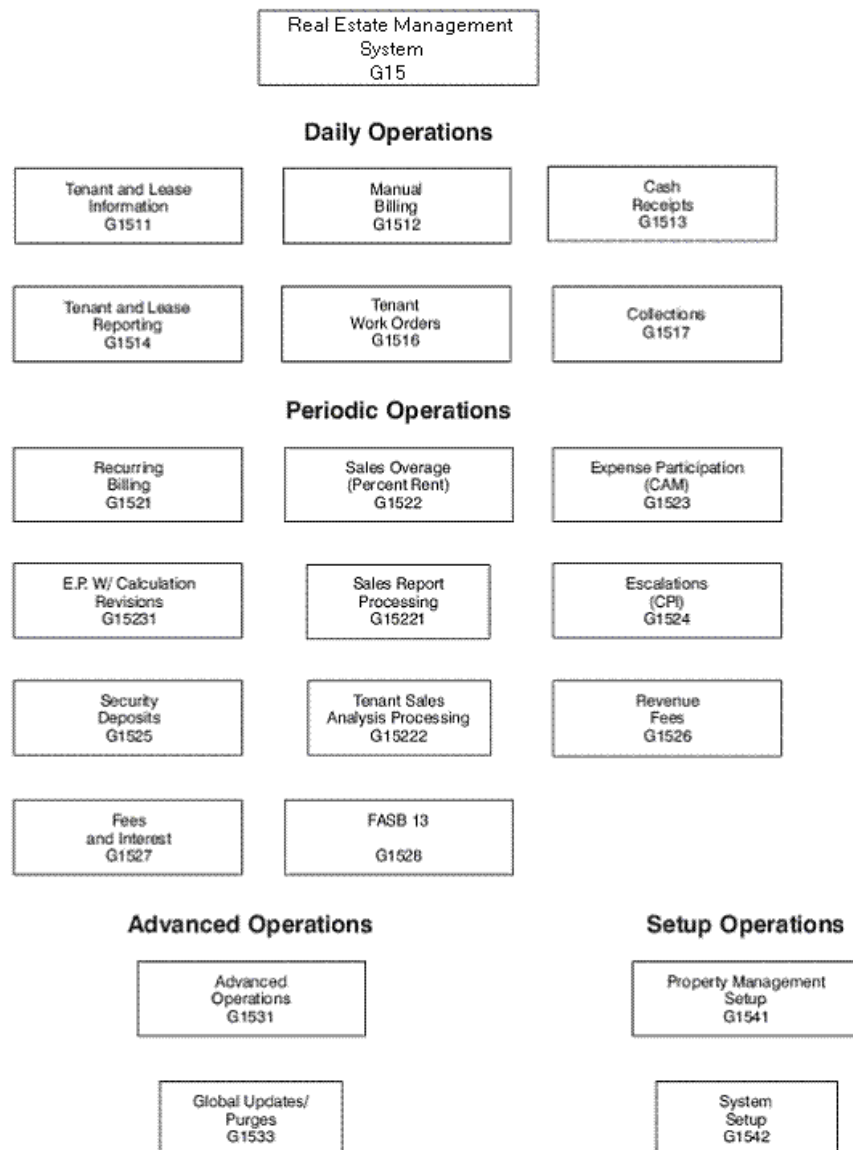 Real Estate Management
System
G15
Daily Operations
Tenant and Lease
Information
G1511
Manual
Billing
G1512
Cash
Receipts
G1513
Tenant and Lease
Reporting
G1514
Tenant
Work Orders
G1516
Collections
G1517
Periodic Operations
Recurring
Billing
G1521
Sales Overage
(Percent Rent)
G1522
Expense Participation
(CAM)
G1523
E.P. W/ Calculation
Revisions
G15231
Sales Report
Processing
G15221
Escalations
(CPI)
G1524
Security
Deposits
G1525
Tenant Sales
Analysis Processing
G15222
Revenue
Fees
G1526
Fees
and Interest
G1527
FASB 13
G1528
Advanced Operations
Advanced
Operations
G1531
Global Updates/
Purges
G1533
Setup Operations
Property Management
Setup
G1541
System
Setup
G1542